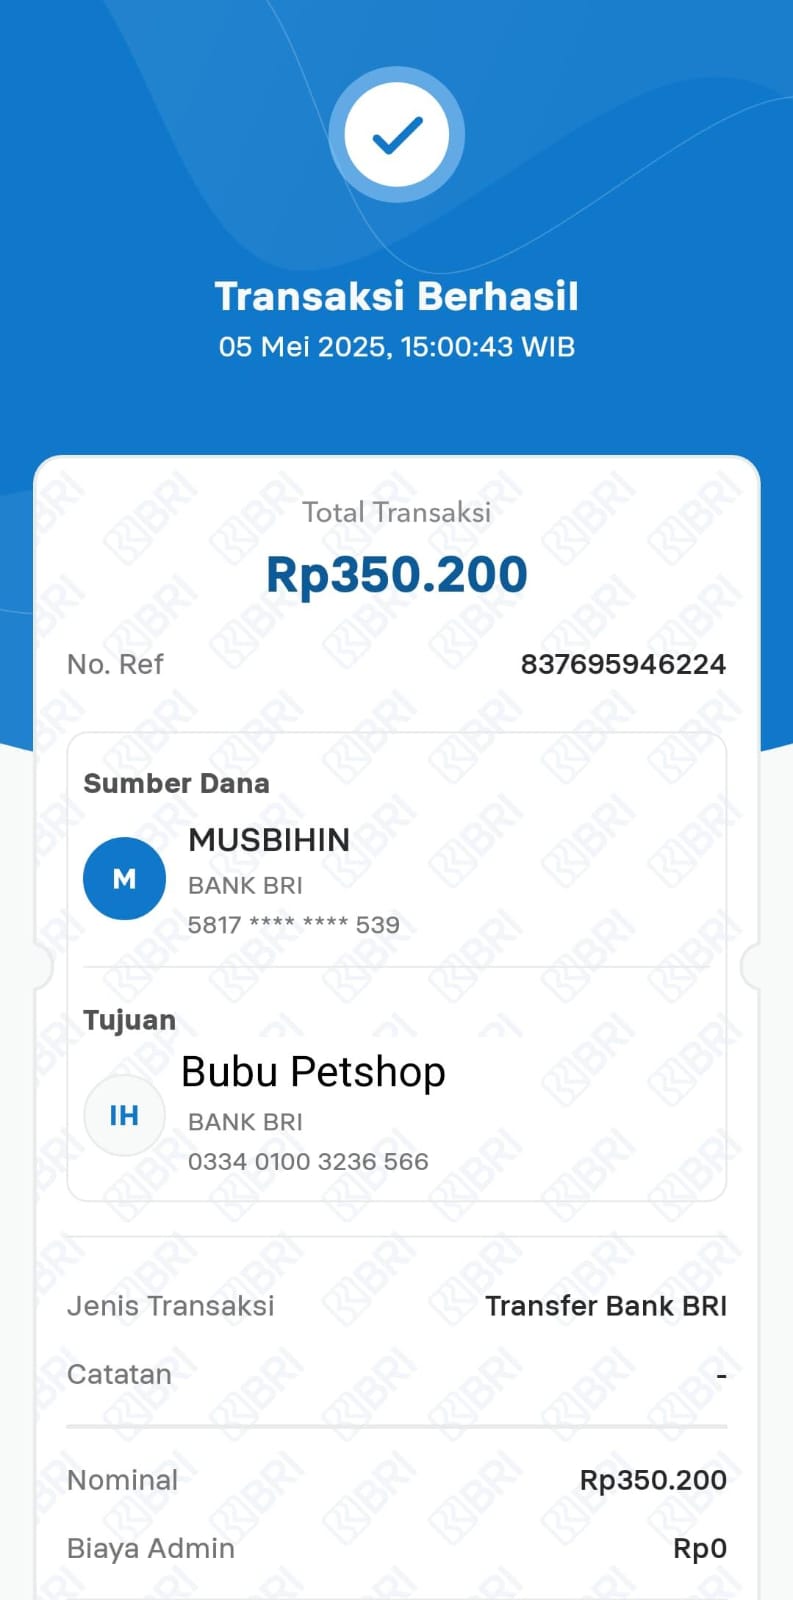 Transaksi Berhasil
05 Mei 2025, 15:00:43 WIB
Total Transaksi
Rp350.200
No. Ref 837695946224
Sumber Dana
M
MUSBIHIN
BANK BRI
5817 **** **** 539
Tujuan
IH
Bubu Petshop
BANK BRI
0334 0100 3236 566
Jenis Transaksi Transfer Bank BRI
Catatan -
Nominal Rp350.200
Biaya Admin Rp0